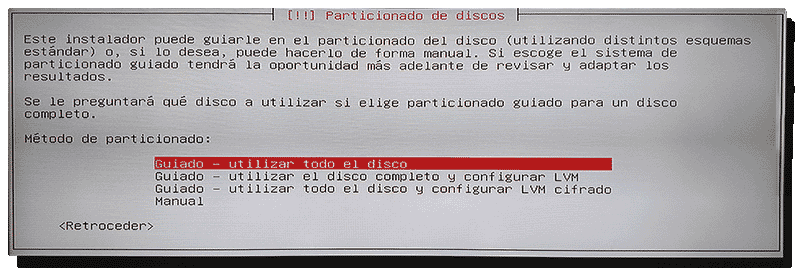 [!!] Particionado de discos
Este instalador puede guiarle en el particionado del disco (utilizando distintos esquemas
estándar) o, si lo desea, puede hacerlo de forma manual. Si escoge el sistema de
particionado guiado tendrá la oportunidad más adelante de revisar y adaptar los
resultados.
Se le preguntará qué disco a utilizar si elige particionado guiado para un disco
completo.
Método de particionado:
Guiado - utilizar todo el disco
Guiado - utilizar el disco completo y configurar LVM
Guiado - utilizar todo el disco y configurar LVM cifrado
Manual
<Retroceder>